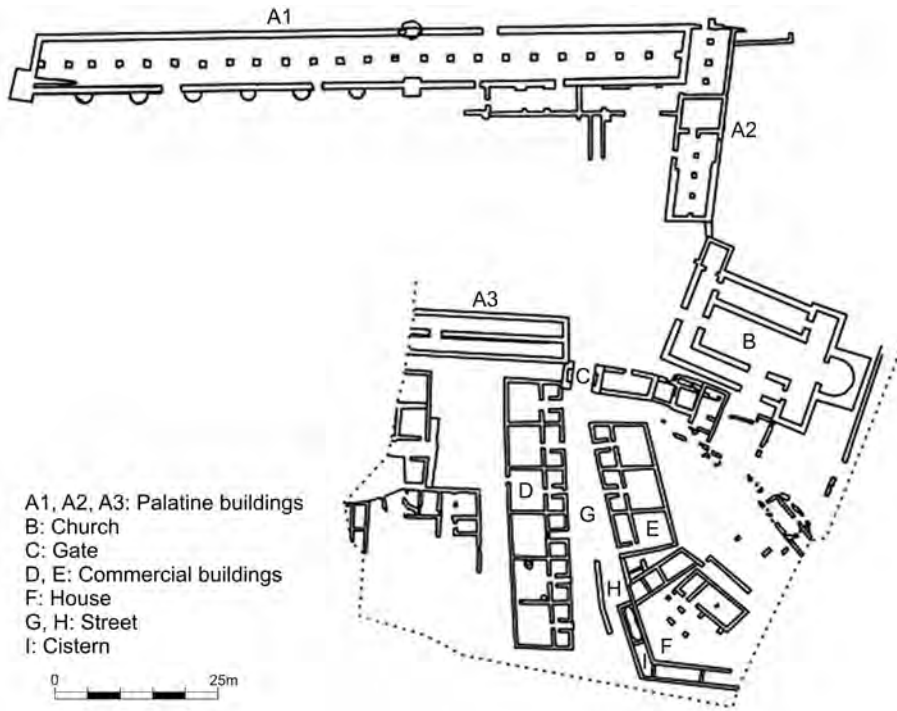 A1
A2
A3
B
C
D
G
E
H
F
I
A1, A2, A3: Palatine buildings
B: Church
C: Gate
D, E: Commercial buildings
F: House
G, H: Street
I: Cistern
0 25m